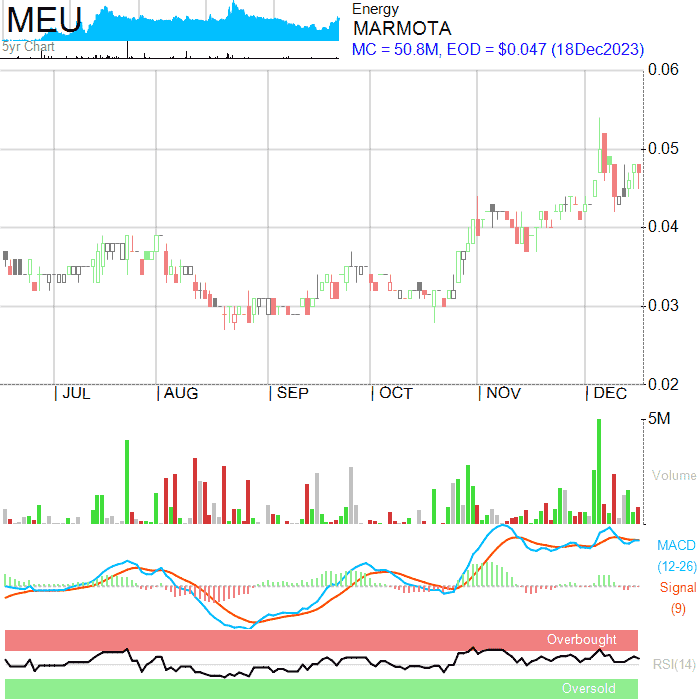 MEU
5yr Chart
Energy
MARMOTA
MC = 50.8M, EOD = $0.047 (18Dec2023)
0.06
0.05
0.04
0.03
0.02
JUL AUG SEP OCT NOV DEC
5M
Volume
MACD
(12-26)
Signal
(9)
Overbought
RSI(14)
Oversold